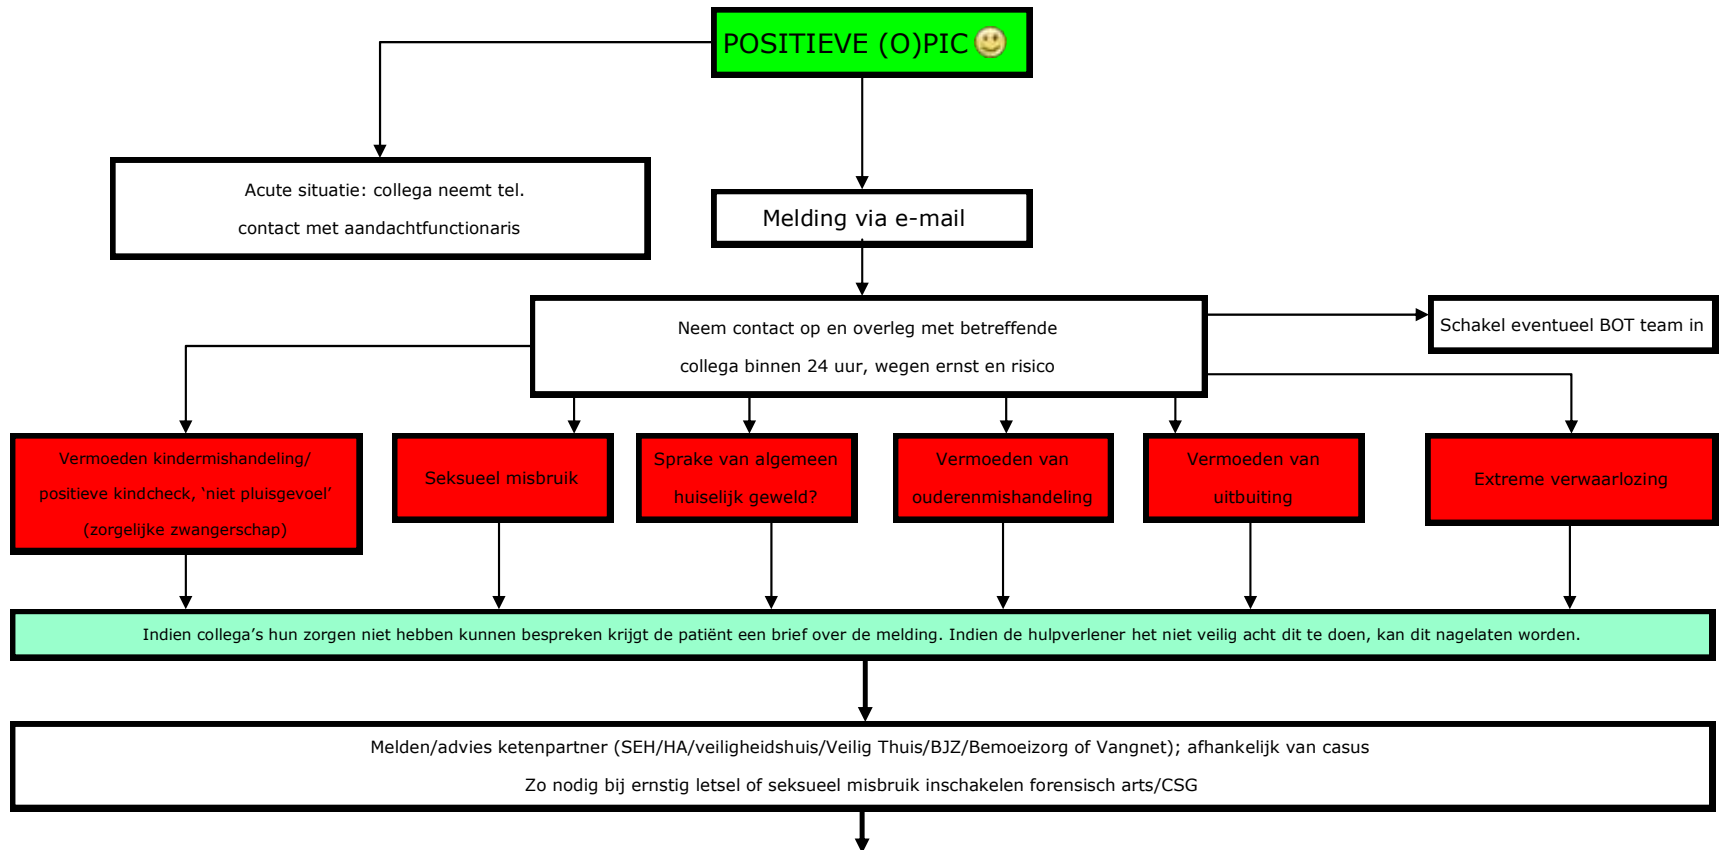 POSITIEVE (O)PIC
Acute situatie: collega neemt tel.
contact met aandachtfunctionaris
Melding via e-mail
Neem contact op en overleg met betreffende
collega binnen 24 uur, wegen ernst en risico
Schakel eventueel BOT team in
Vermoeden kindermishandeling/
positieve kindcheck, ‘niet pluisgevoel’
(zorgelijke zwangerschap)
Seksueel misbruik
Sprake van algemeen
huiselijk geweld?
Vermoeden van
ouderenmishandeling
Vermoeden van
uitbuiting
Extreme verwaarlozing
Indien collega’s hun zorgen niet hebben kunnen bespreken krijgt de patiënt een brief over de melding. Indien de hulpverlener het niet veilig acht dit te doen, kan dit nagelaten worden.
Melden/advies ketenpartner (SEH/HA/veiligheidshuis/Veilig Thuis/BJZ/Bemoeizorg of Vangnet); afhankelijk van casus
Zo nodig bij ernstig letsel of seksueel misbruik inschakelen forensisch arts/CSG